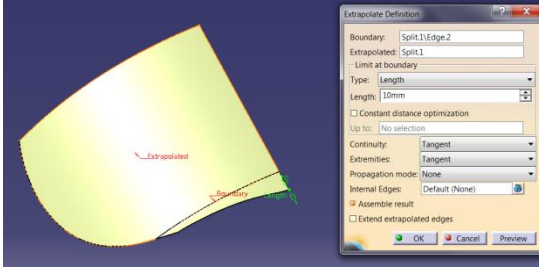 Extrapolate Definition
Boundary: Split.1\Edge.2
Extrapolated: Split.1
Limit at boundary
Type: Length
Length: 10mm
Constant distance optimization
Up to: No selection
Continuity: Tangent
Extremities: Tangent
Propagation mode: None
Internal Edges: Default (None)
Assemble result
Extend extrapolated edges
OK Cancel Preview
Extrapolated
Boundary
Length